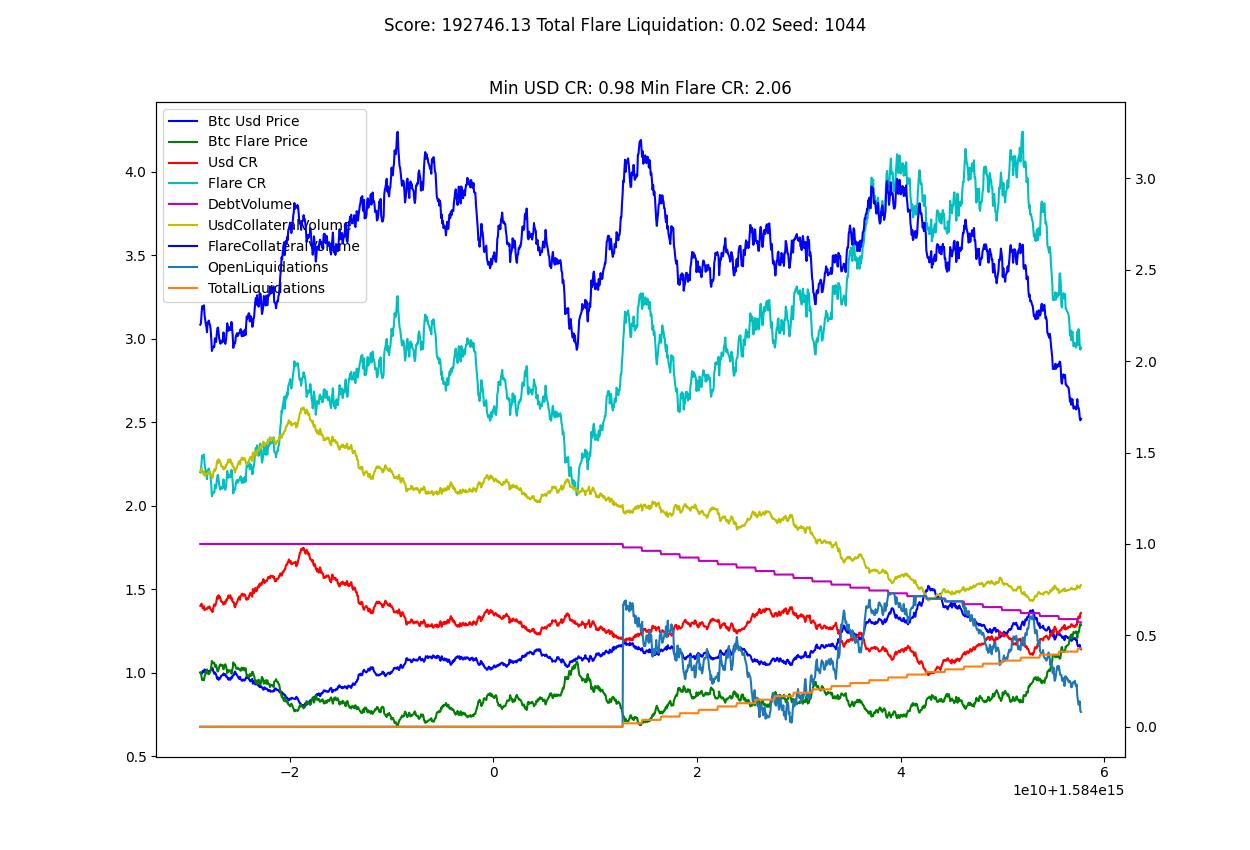 Score: 192746.13 Total Flare Liquidation: 0.02 Seed: 1044
Min USD CR: 0.98 Min Flare CR: 2.06
Btc Usd Price
Btc Flare Price
Usd CR
Flare CR
DebtVolume
UsdCollateralVolume
FlareCollateralVolume
OpenLiquidations
TotalLiquidations
4.0
3.5
3.0
2.5
2.0
1.5
1.0
0.5
3.0
2.5
2.0
1.5
1.0
0.5
0.0
−2 0 2 4 6
1e10+1.584e15